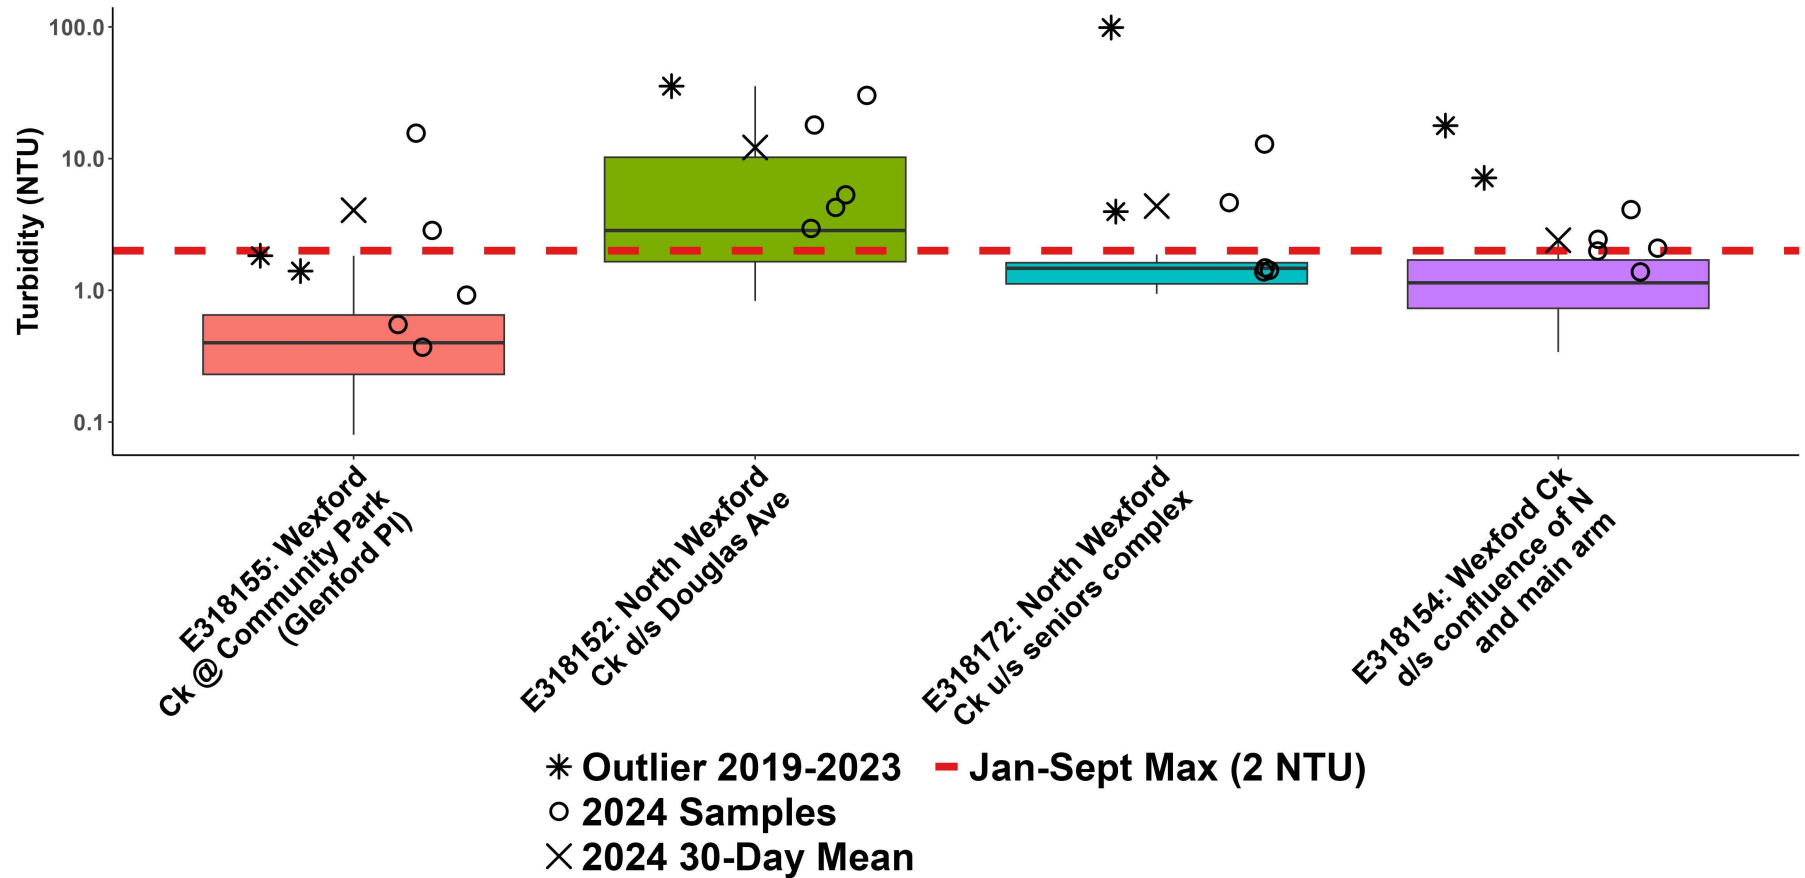 100.0
10.0
1.0
0.1
Turbidity (NTU)
E318155: Wexford
Ck @ Community Park
(Glenford Pl)
E318152: North Wexford
Ck d/s Douglas Ave
E318172: North Wexford
Ck u/s seniors complex
E318154: Wexford Ck
d/s confluence of N
and main arm
Outlier 2019-2023
Jan-Sept Max (2 NTU)
2024 Samples
2024 30-Day Mean